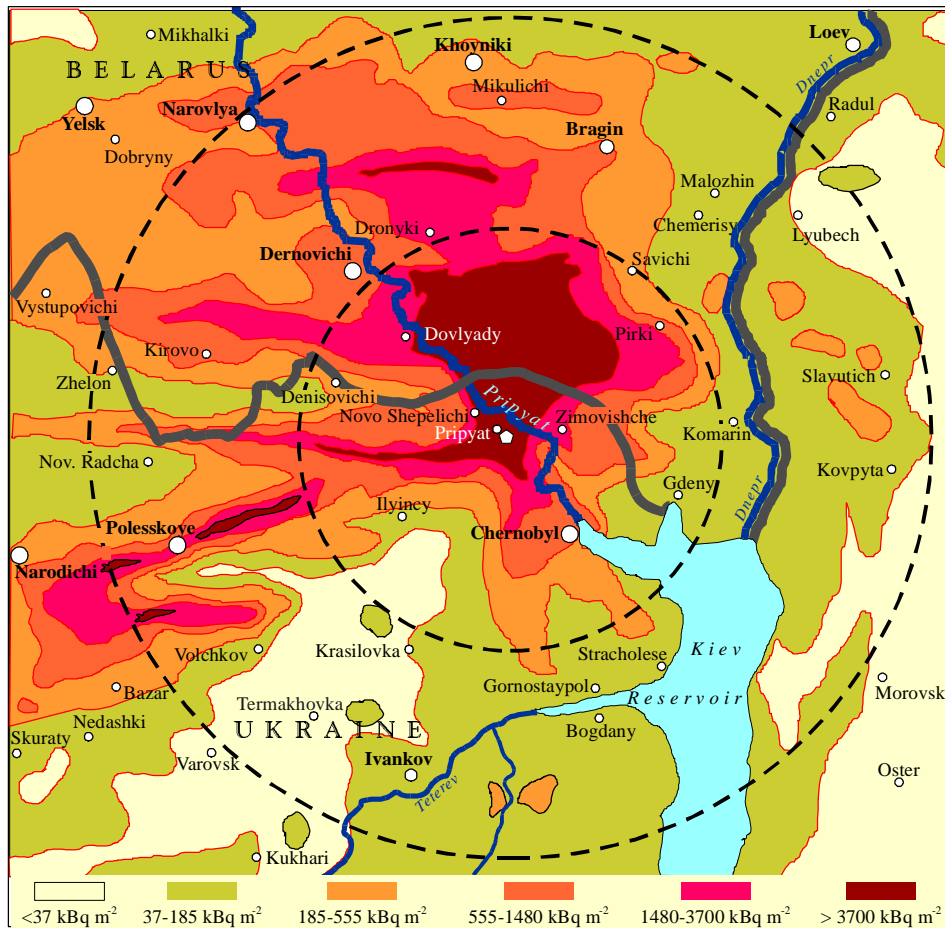 Mikhalki
Khovniki
Loev
BELARUS
Mikulichi
Dnepr
Yelsk
Narovlya
Radul
Dobryny
Bragin
Malozhin
Chemerisy
Lyubech
Dronyki
Dernovichi
Savichi
Vystupovichi
Dovlyady
Pirki
Kirovo
Zhelon
Slavutich
Denisovichi
Pripyat
Novo Shepelichi
Zimovishche
Pripyat
Komarin
Nov. Radcha
Kovpyta
Gdeny
Dnepr
Ilyincy
Polesskoye
Chernobyl
Narodichi
Volchkov
Krasilovka
Kiev
Stracholese
Bazar
Gornostaypol
Reservoir
Morovsk
Termakhovka
Nedashki
UKRAINE
Bogdany
Skuraty
Varovsk
Ivankov
Teterev
Oster
Kukhari
<37 kBq m-2
37-185 kBq m-2
185-555 kBq m-2
555-1480 kBq m-2
1480-3700 kBq m-2
> 3700 kBq m-2